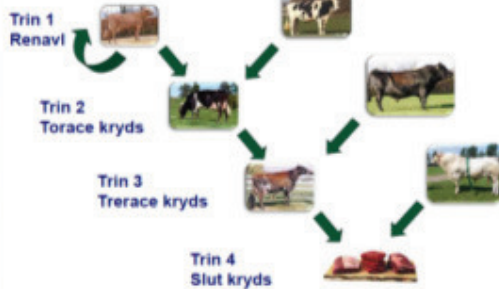 Trin 1
Renavl
Trin 2
Torace kryds
Trin 3
Trerace kryds
Trin 4
Slut kryds